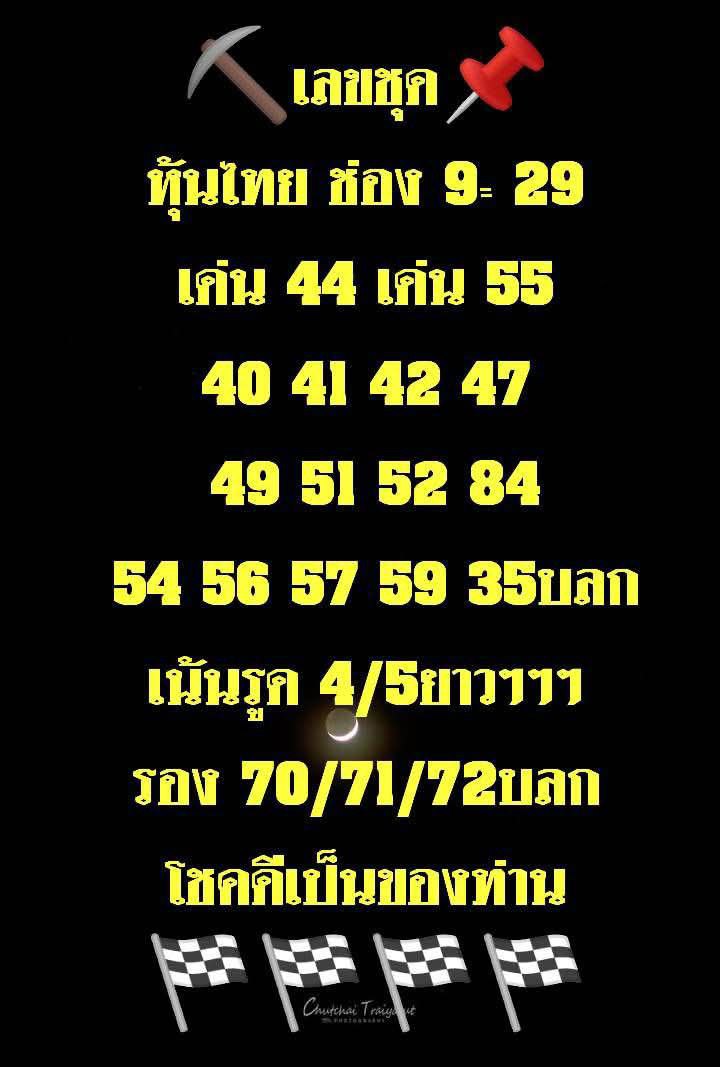 เลขชุด
หุ้นไทย ช่อง 9= 29
เด่น 44 เด่น 55
40 41 42 47
49 51 52 84
54 56 57 59 35บลก
เน้นรูด 4/5ยาวๆๆๆ
รอง 70/71/72บลก
โชคดีเป็นของท่าน
Chutchai
PHOTOGRAPHY